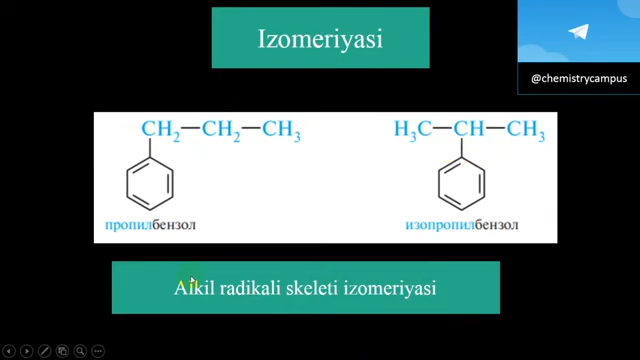 Izomeriyasi
@chemistrycampus
CH₂—CH₂—CH₃
H₃C—CH—CH₃
пропилбензол
изопропилбензол
Alkil radikali skeleti izomeriyasi